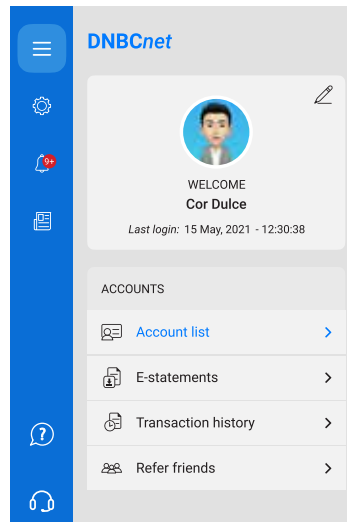 DNBCnet
9+
WELCOME
Cor Dulce
Last login: 15 May, 2021 - 12:30:38
ACCOUNTS
Account list
E-statements
Transaction history
Refer friends
?